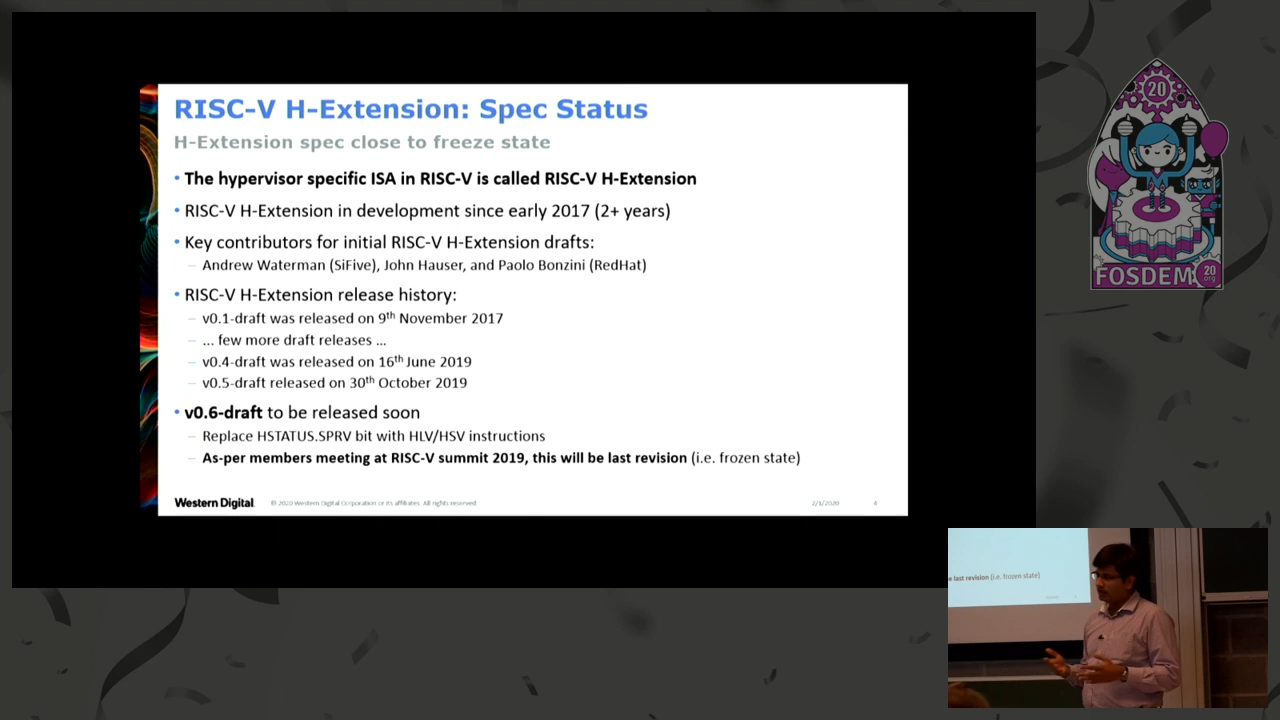 RISC-V H-Extension: Spec Status
H-Extension spec close to freeze state
• The hypervisor specific ISA in RISC-V is called RISC-V H-Extension
• RISC-V H-Extension in development since early 2017 (2+ years)
• Key contributors for initial RISC-V H-Extension drafts:
– Andrew Waterman (SiFive), John Hauser, and Paolo Bonzini (RedHat)
• RISC-V H-Extension release history:
– v0.1-draft was released on 9th November 2017
– ... few more draft releases ...
– v0.4-draft was released on 16th June 2019
– v0.5-draft released on 30th October 2019
• v0.6-draft to be released soon
– Replace HSTATUS.SPRV bit with HLV/HSV instructions
– As-per members meeting at RISC-V summit 2019, this will be last revision (i.e. frozen state)
Western Digital.
© 2020 Western Digital Corporation or its affiliates. All rights reserved.
2/1/2020
4
20
FOSDEM
20
.org
e last revision (i.e. frozen state)